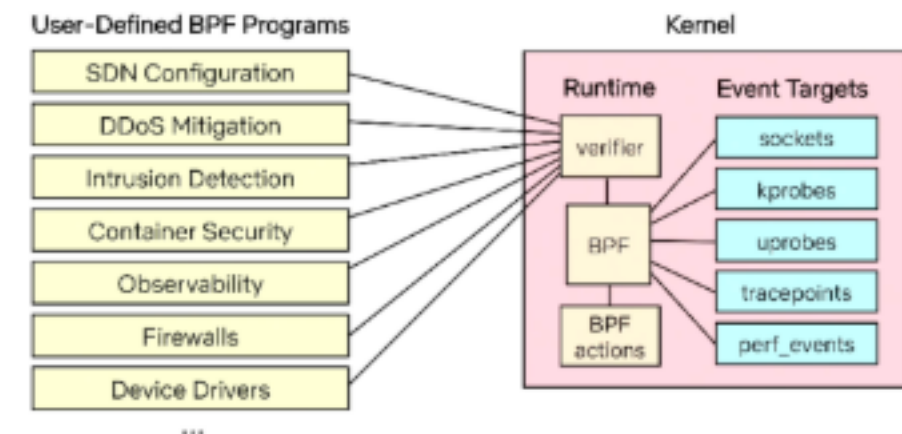 User-Defined BPF Programs
SDN Configuration
DDoS Mitigation
Intrusion Detection
Container Security
Observability
Firewalls
Device Drivers
...
Kernel
Runtime
verifier
BPF
BPF
actions
Event Targets
sockets
kprobes
uprobes
tracepoints
perf_events